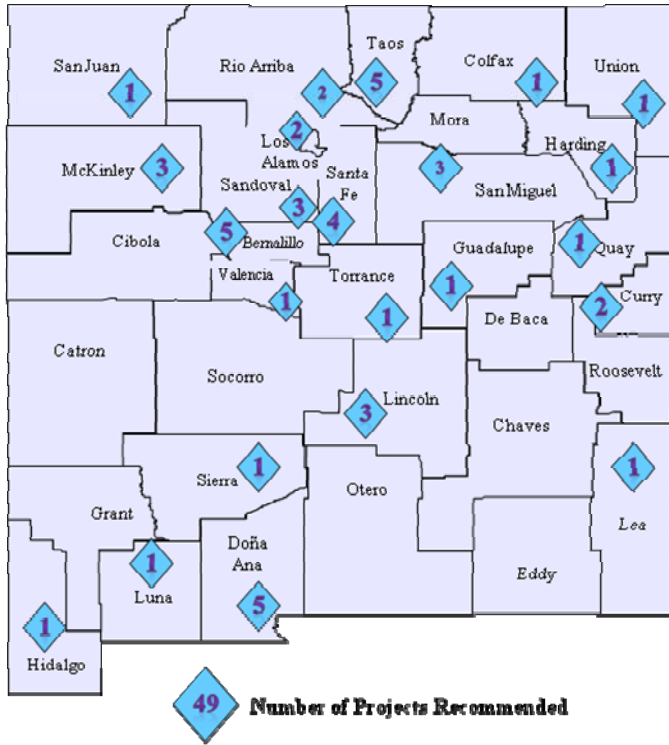 Taos
San Juan
Rio Arriba
Colfax
Union
5
1
2
1
1
Mora
2
Los
Alamos
Harding
McKinley
3
Santa
Fe
3
1
Sandoval
San Miguel
3
4
5
Cibola
Bernalillo
Guadalupe
1
Quay
Valencia
Torrance
1
1
1
2
Curry
De Baca
Catron
Socorro
Roosevelt
3
Lincoln
Chaves
Sierra
1
1
Otero
Grant
Lea
Doña
Ana
1
Luna
Eddy
5
1
Hidalgo
49 Number of Projects Recommended